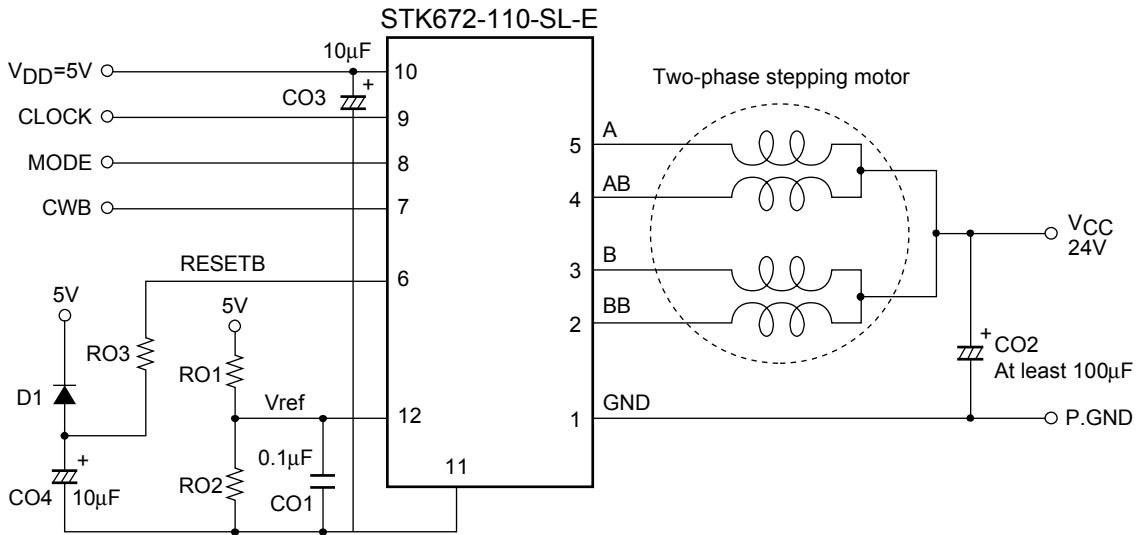 STK672-110-SL-E
10μF
VDD=5V
10
+
CO3
Two-phase stepping motor
CLOCK
9
5
A
MODE
8
4
AB
CWB
7
VCC
24V
RESETB
6
3
B
5V
5V
2
BB
RO3
RO1
+
CO2
At least 100μF
D1
Vref
12
1
GND
P.GND
+
0.1μF
11
CO4
10μF
RO2
CO1